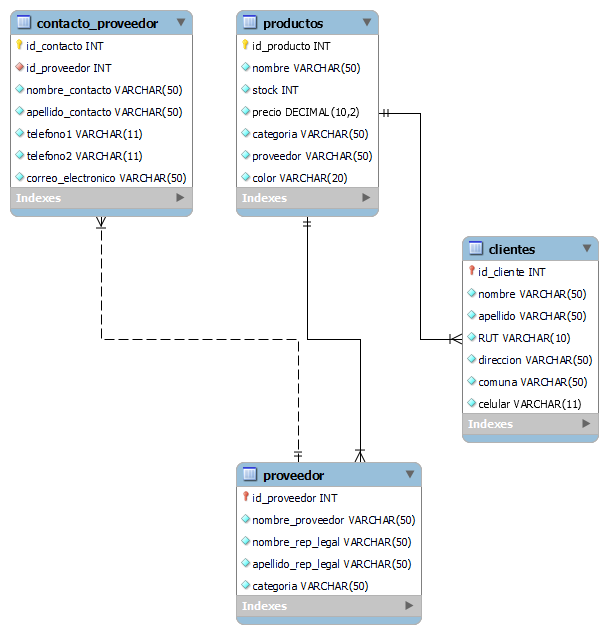 contacto_proveedor
id_contacto INT
id_proveedor INT
nombre_contacto VARCHAR(50)
apellido_contacto VARCHAR(50)
telefono1 VARCHAR(11)
telefono2 VARCHAR(11)
correo_electronico VARCHAR(50)
Indexes
productos
id_producto INT
nombre VARCHAR(50)
stock INT
precio DECIMAL(10,2)
categoria VARCHAR(50)
proveedor VARCHAR(50)
color VARCHAR(20)
Indexes
clientes
id_cliente INT
nombre VARCHAR(50)
apellido VARCHAR(50)
RUT VARCHAR(10)
direccion VARCHAR(50)
comuna VARCHAR(50)
celular VARCHAR(11)
Indexes
proveedor
id_proveedor INT
nombre_proveedor VARCHAR(50)
nombre_rep_legal VARCHAR(50)
apellido_rep_legal VARCHAR(50)
categoria VARCHAR(50)
Indexes